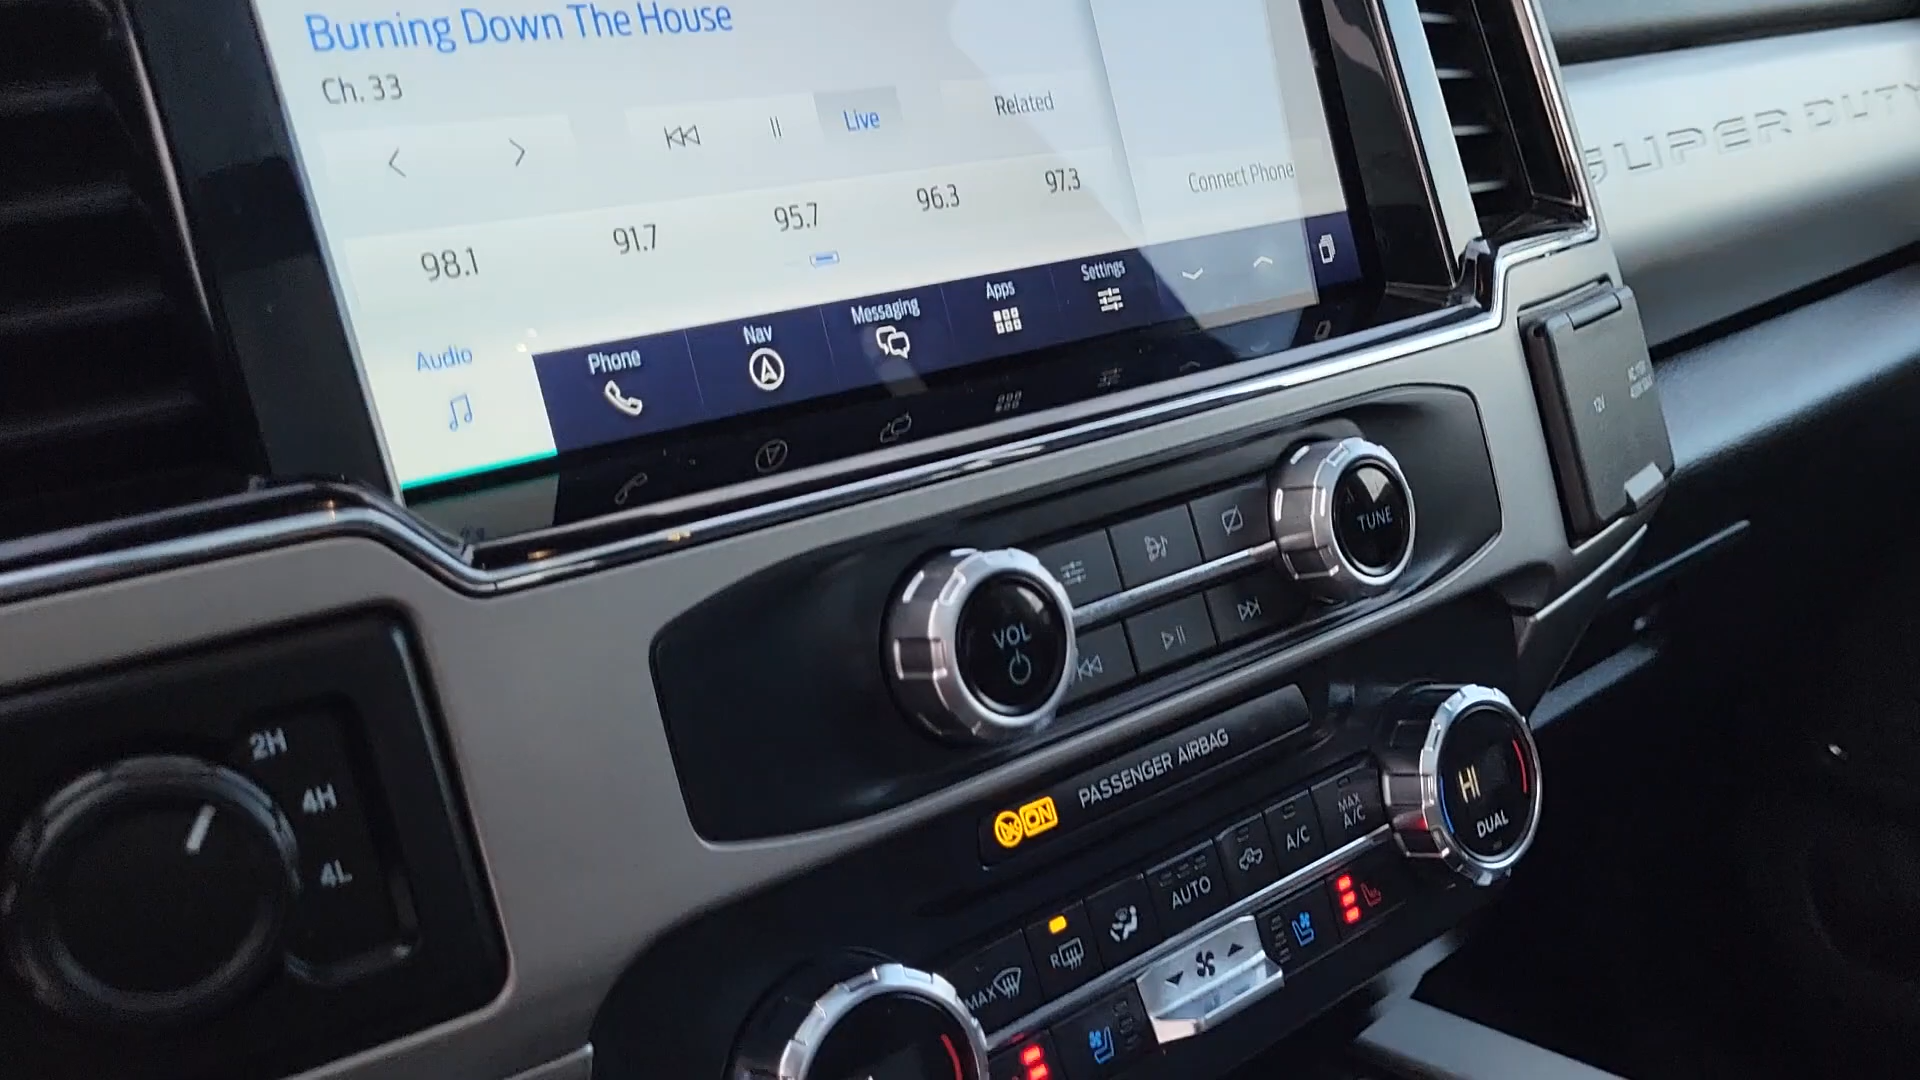 Burning Down The House
Ch. 33
Live
Related
Connect Phone
98.1
91.7
95.7
96.3
97.3
Audio
Phone
Nav
Messaging
Apps
Settings
SUPER DUTY
12V
VOL
TUNE
2H
4H
4L
ON
PASSENGER AIRBAG
HI
DUAL
MAX
R
AUTO
A/C
MAX
A/C